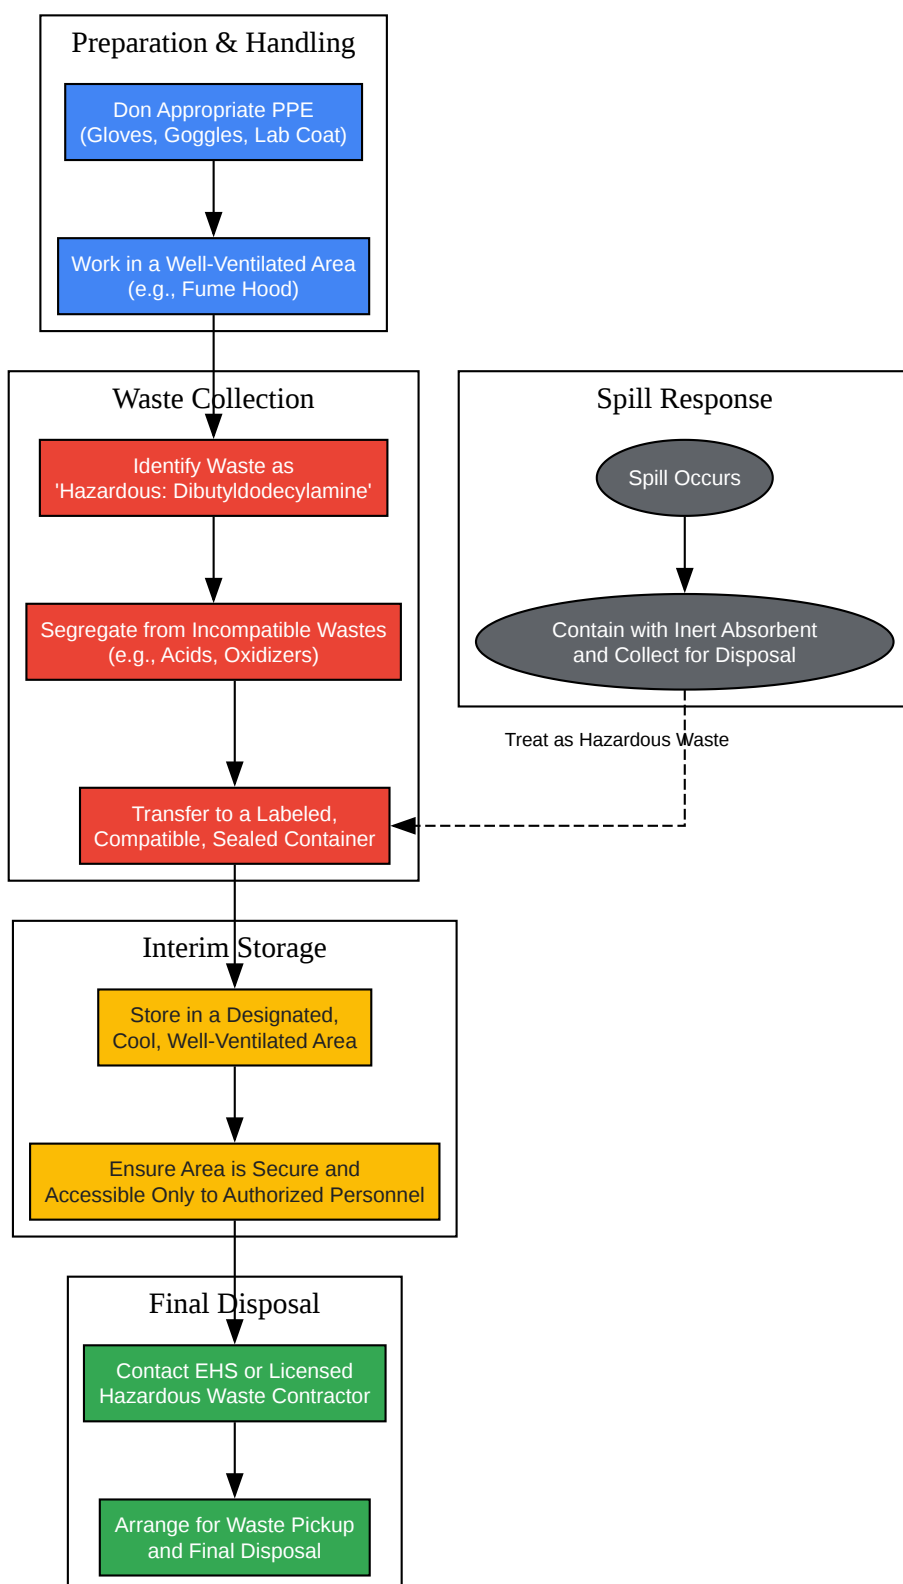 Preparation & Handling
Don Appropriate PPE
(Gloves, Goggles, Lab Coat)
Work in a Well-Ventilated Area
(e.g., Fume Hood)
Waste Collection
Identify Waste as
'Hazardous: Dibutyldodecylamine'
Segregate from Incompatible Wastes
(e.g., Acids, Oxidizers)
Transfer to a Labeled,
Compatible, Sealed Container
Spill Response
Spill Occurs
Contain with Inert Absorbent
and Collect for Disposal
Treat as Hazardous Waste
Interim Storage
Store in a Designated,
Cool, Well-Ventilated Area
Ensure Area is Secure and
Accessible Only to Authorized Personnel
Final Disposal
Contact EHS or Licensed
Hazardous Waste Contractor
Arrange for Waste Pickup
and Final Disposal